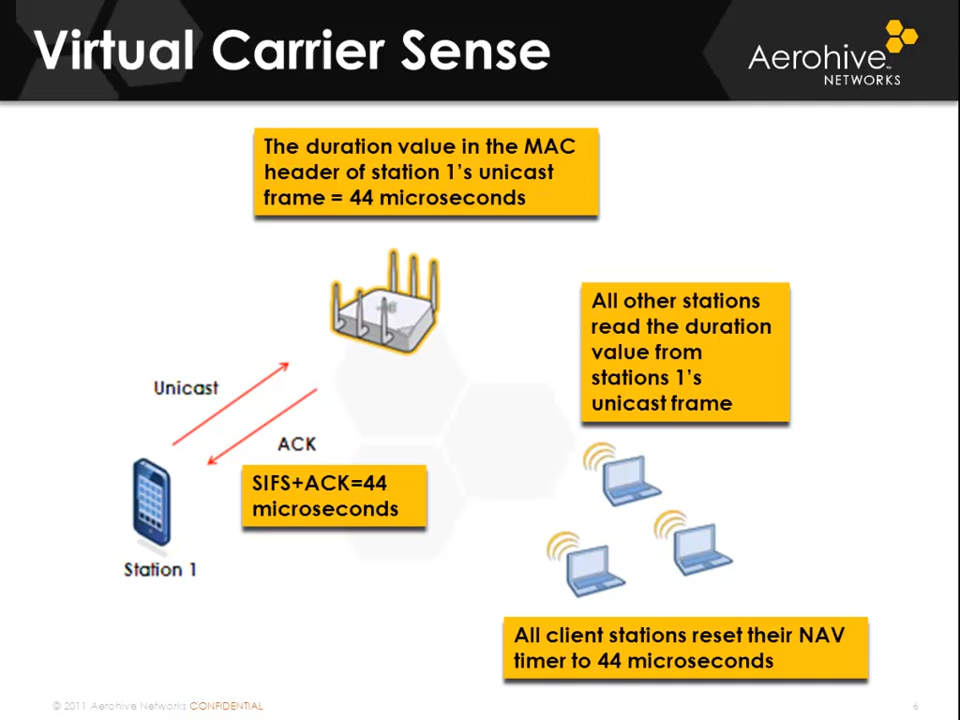 Virtual Carrier Sense
Aerohive™
NETWORKS
The duration value in the MAC
header of station 1's unicast
frame = 44 microseconds
All other stations
read the duration
value from
stations 1's
unicast frame
Unicast
ACK
SIFS+ACK=44
microseconds
Station 1
All client stations reset their NAV
timer to 44 microseconds
© 2011 Aerohive Networks CONFIDENTIAL
6